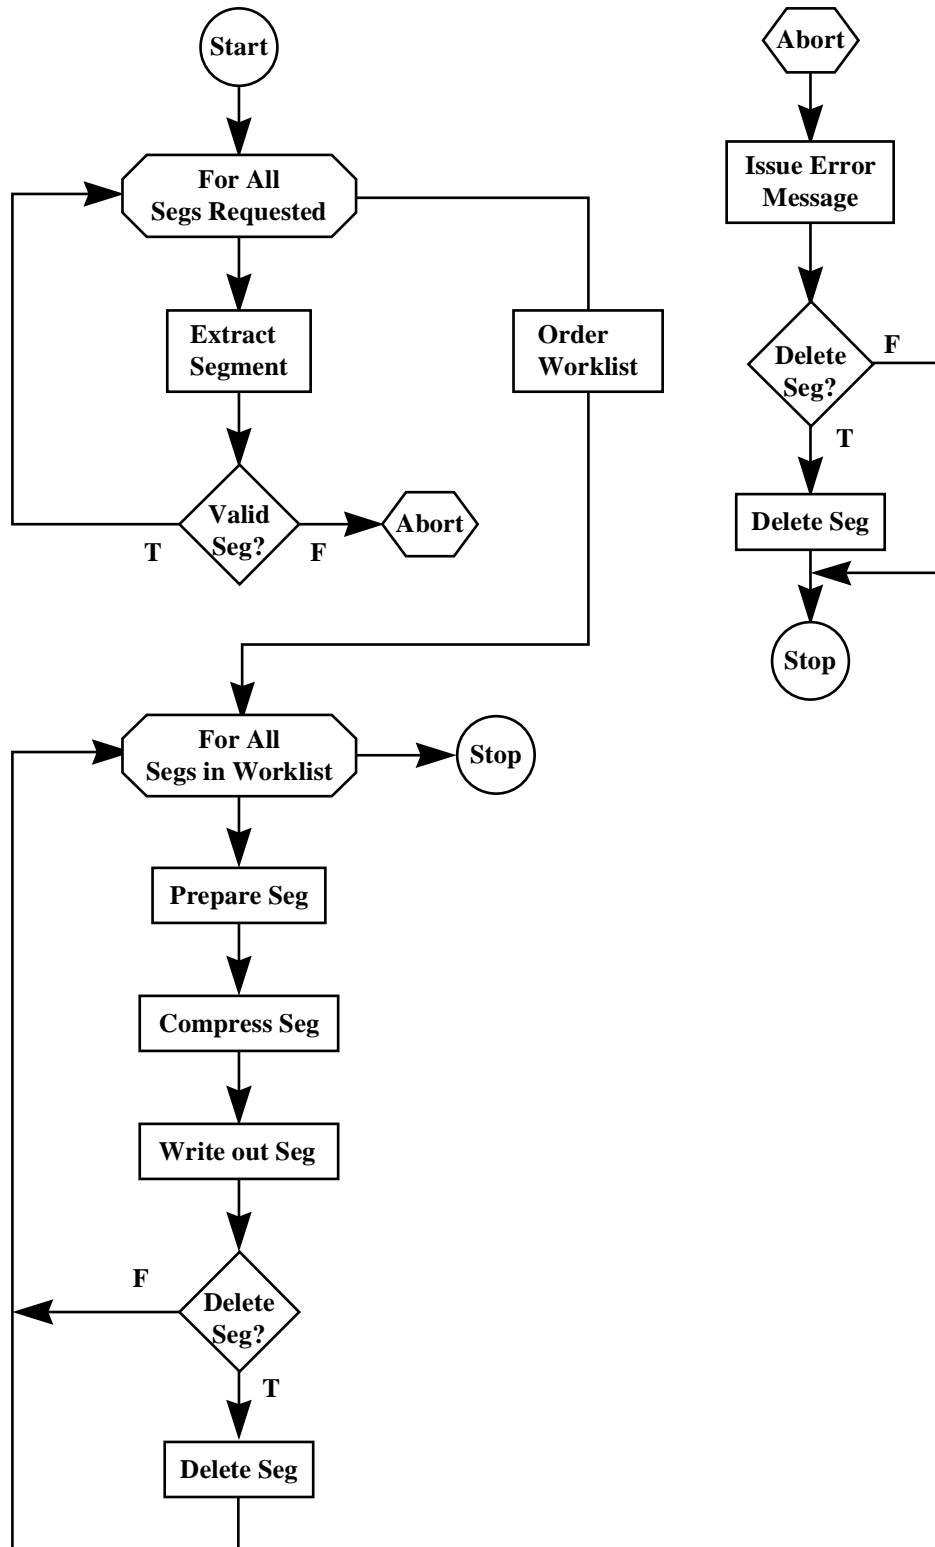 Start
For All
Segs Requested
Extract
Segment
Order
Worklist
Valid
Seg?
T
F
Abort
For All
Segs in Worklist
Stop
Prepare Seg
Compress Seg
Write out Seg
F
Delete
Seg?
T
Delete Seg
Abort
Issue Error
Message
Delete
Seg?
F
T
Delete Seg
Stop